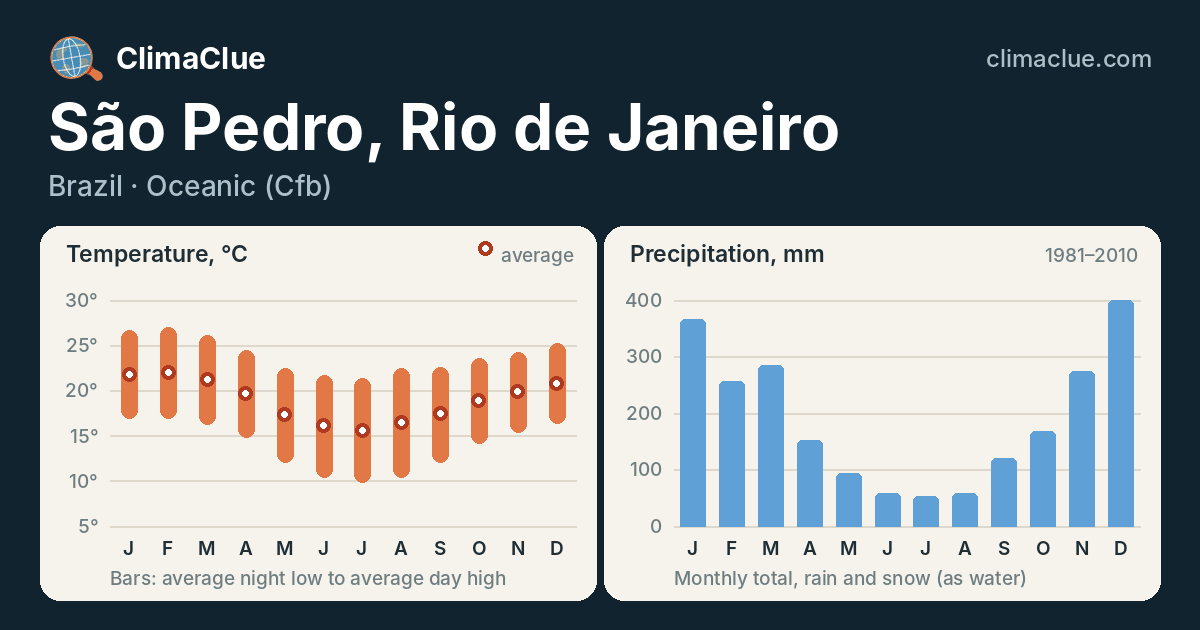 ClimaClue
climaclue.com
São Pedro, Rio de Janeiro
Brazil · Oceanic (Cfb)
Temperature, °C
average
30°
25°
20°
15°
10°
5°
J F M A M J J A S O N D
Bars: average night low to average day high
Precipitation, mm
1981–2010
400
300
200
100
0
J F M A M J J A S O N D
Monthly total, rain and snow (as water)